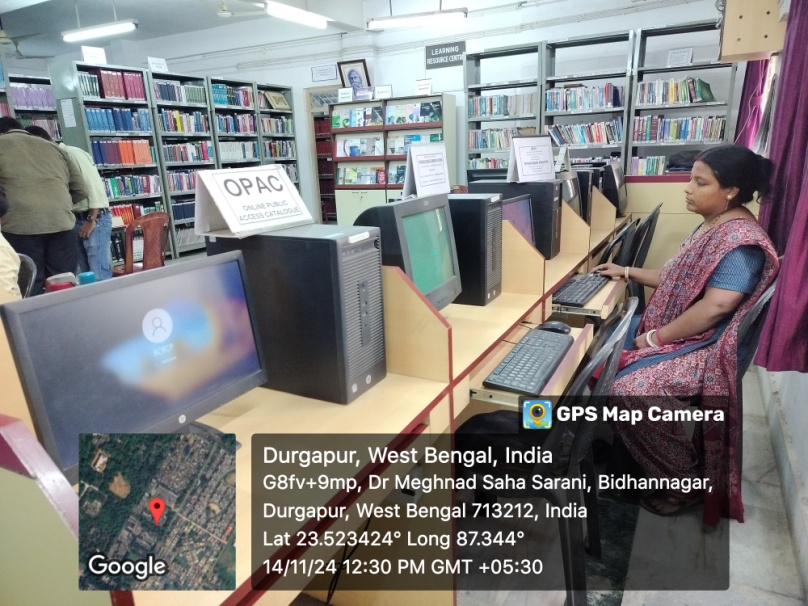 LEARNING
RESOURCE CENTRE
OPAC
ONLINE PUBLIC
ACCESS CATALOGUE
GPS Map Camera
Durgapur, West Bengal, India
G8fv+9mp, Dr Meghnad Saha Sarani, Bidhannagar,
Durgapur, West Bengal 713212, India
Lat 23.523424° Long 87.344°
14/11/24 12:30 PM GMT +05:30
Google